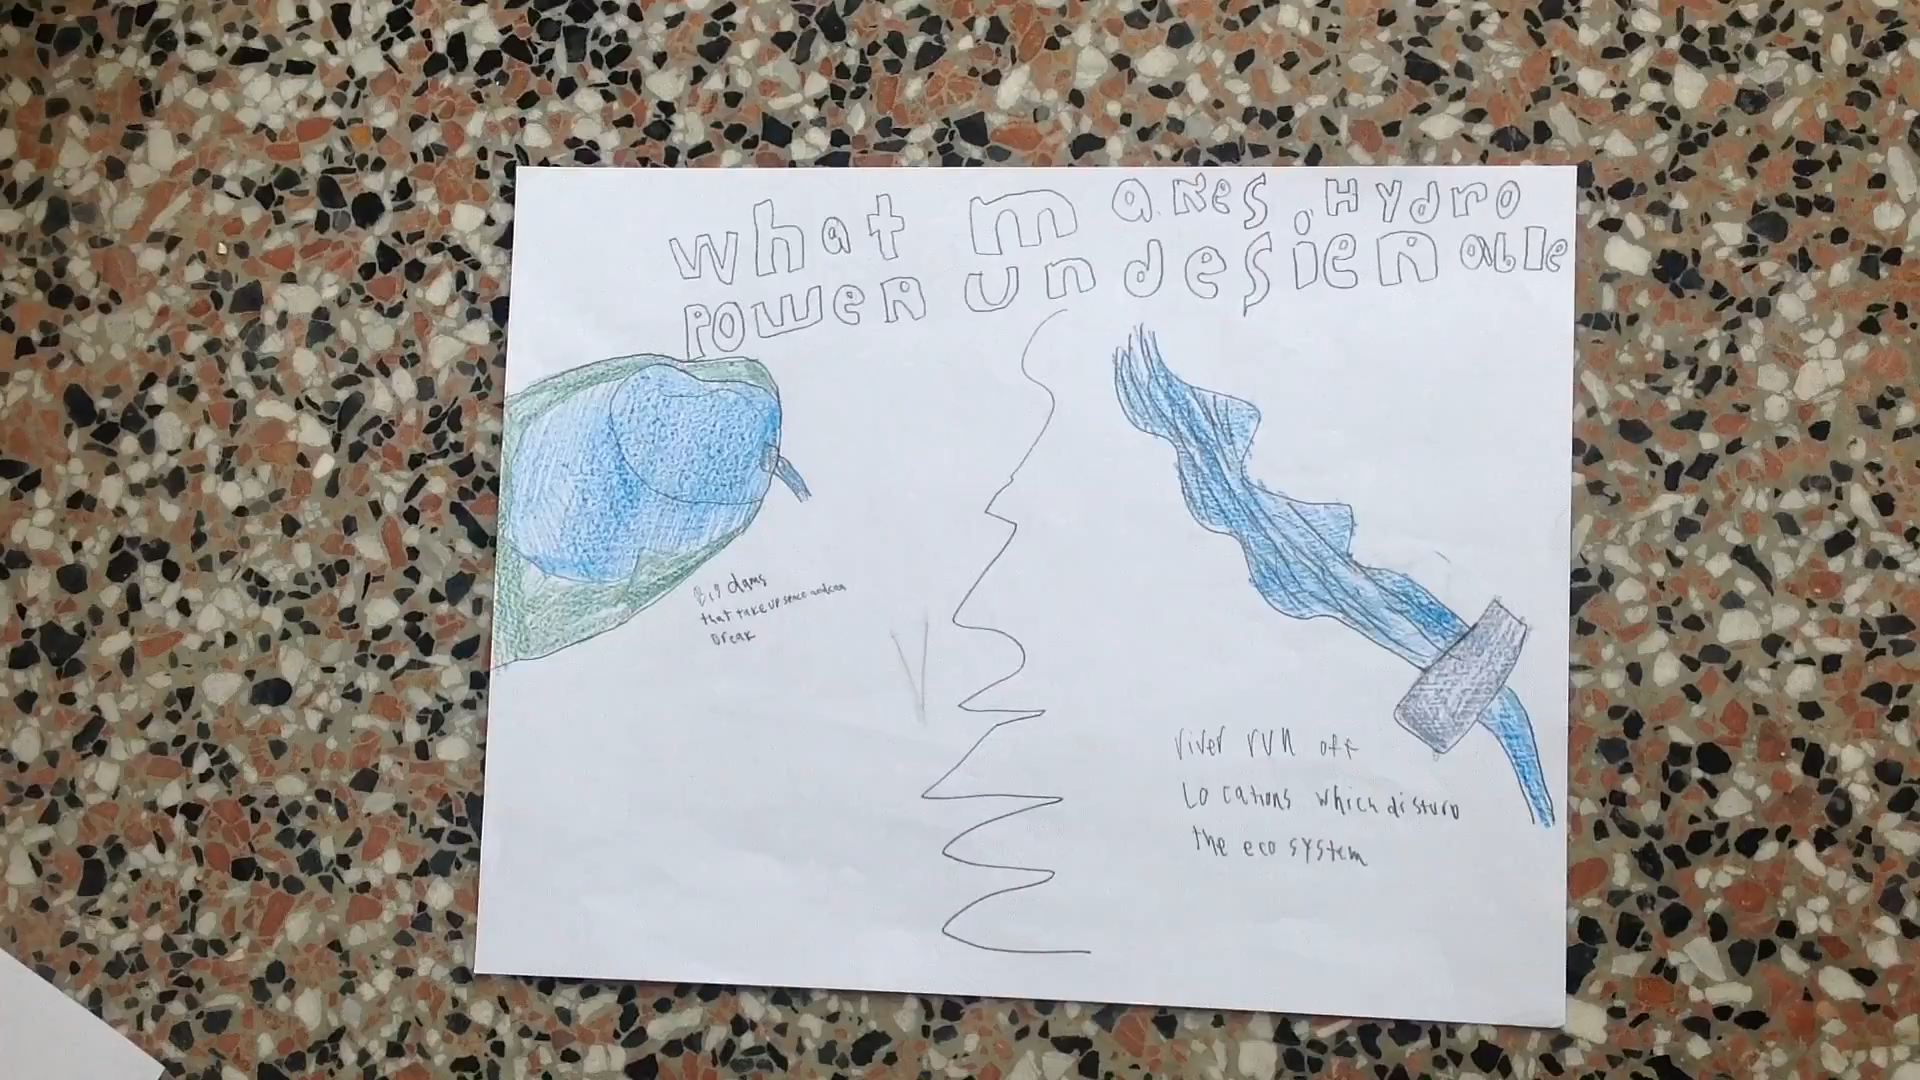 What makes Hydro
Power undesierable
Big dams
that take up space and can
break
river run off
locations which disturb
the eco system